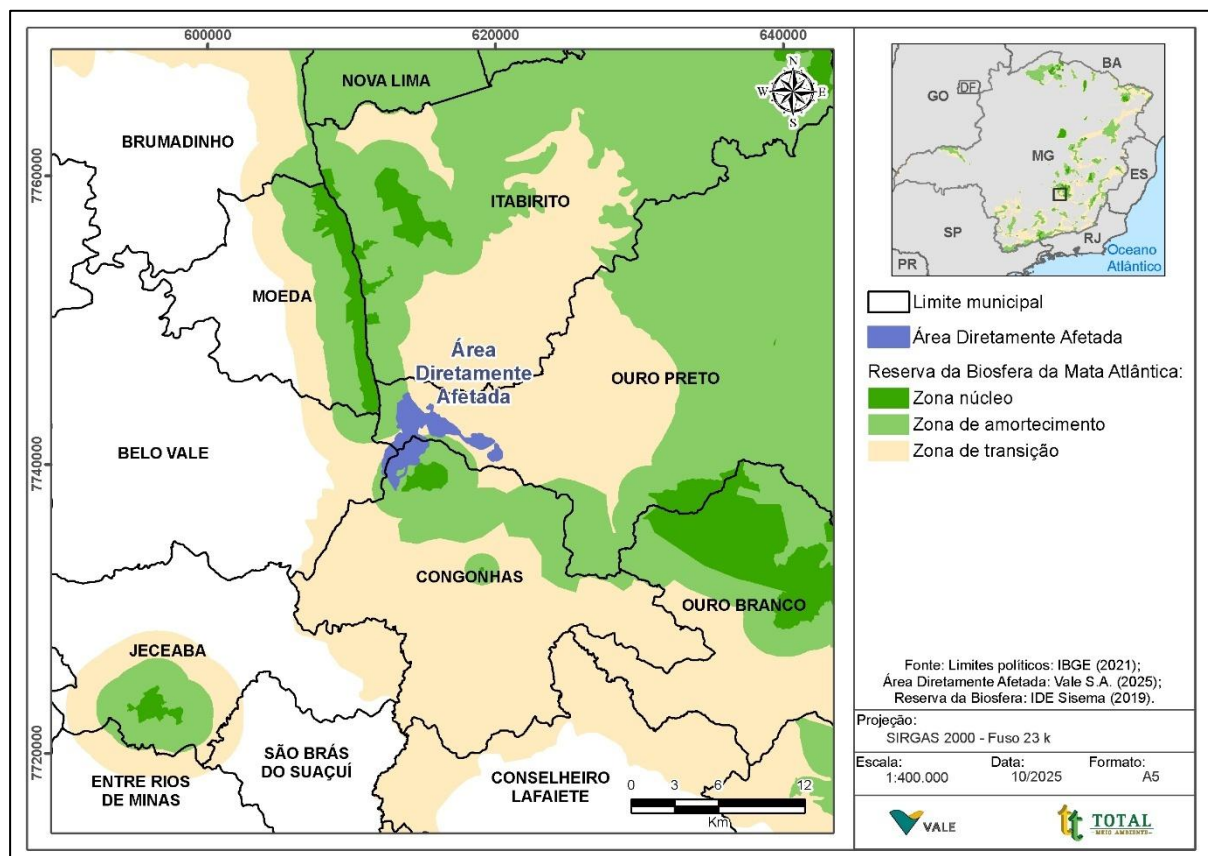 600000
620000
640000
7760000
7740000
7720000
NOVA LIMA
N
W
E
S
BRUMADINHO
ITABIRITO
MOEDA
Área
Diretamente
Afetada
OURO PRETO
BELO VALE
CONGONHAS
OURO BRANCO
JECEABA
SÃO BRÁS
DO SUAÇUÍ
ENTRE RIOS
DE MINAS
CONSELHEIRO
LAFAIETE
0 3 6 12
Km
BA
GO
DF
MG
ES
SP
RJ
PR
Oceano
Atlântico
Limite municipal
Área Diretamente Afetada
Reserva da Biosfera da Mata Atlântica:
Zona núcleo
Zona de amortecimento
Zona de transição
Fonte: Limites políticos: IBGE (2021);
Área Diretamente Afetada: Vale S.A. (2025);
Reserva da Biosfera: IDE Sisema (2019).
Projeção:
SIRGAS 2000 - Fuso 23 k
Escala:
1:400.000
Data:
10/2025
Formato:
A5
VALE
TOTAL
MEIO AMBIENTE